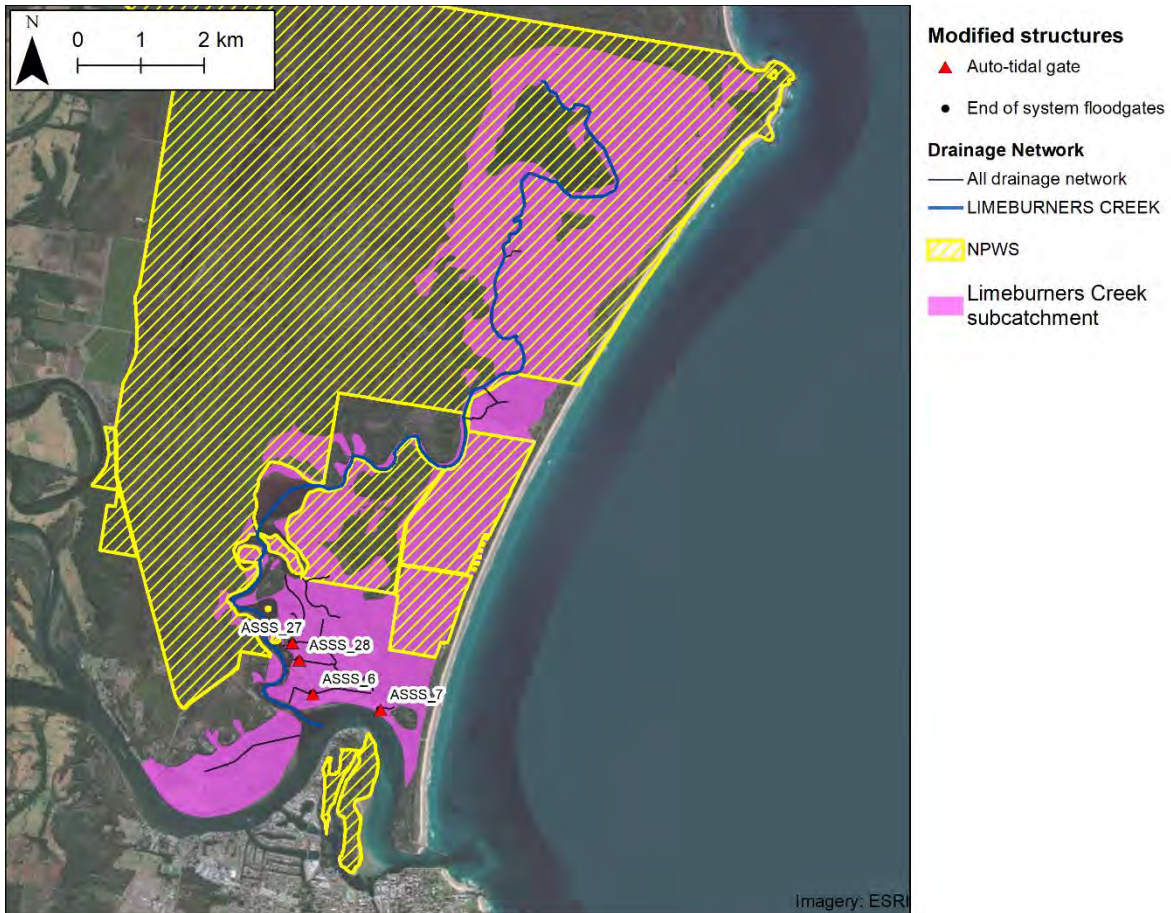 N
0 1 2 km
ASSS_27
ASSS_28
ASSS_6
ASSS_7
Imagery: ESRI
Modified structures
Auto-tidal gate
End of system floodgates
Drainage Network
All drainage network
LIMEBURNERS CREEK
NPWS
Limeburners Creek
subcatchment